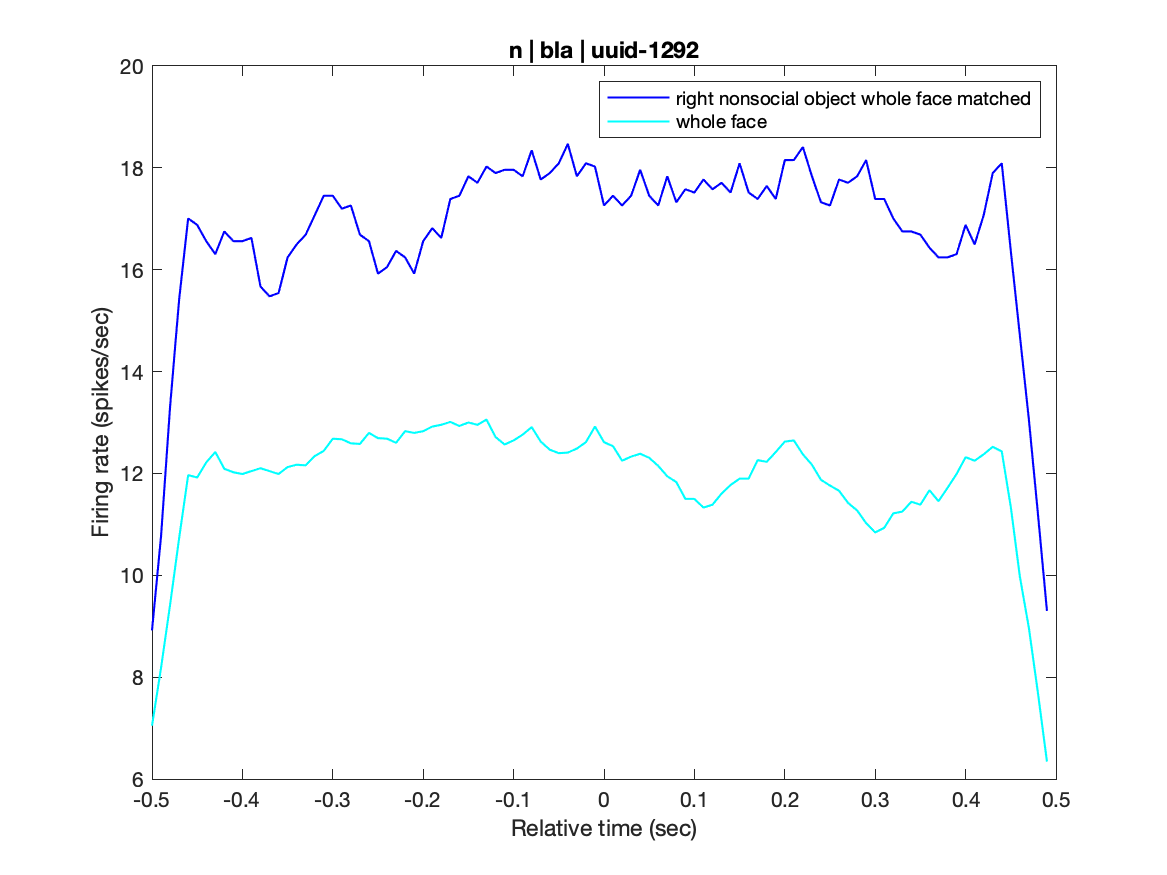 n | bla | uuid-1292
right nonsocial object whole face matched
whole face
20
18
16
14
12
10
8
6
Firing rate (spikes/sec)
-0.5 -0.4 -0.3 -0.2 -0.1 0 0.1 0.2 0.3 0.4 0.5
Relative time (sec)